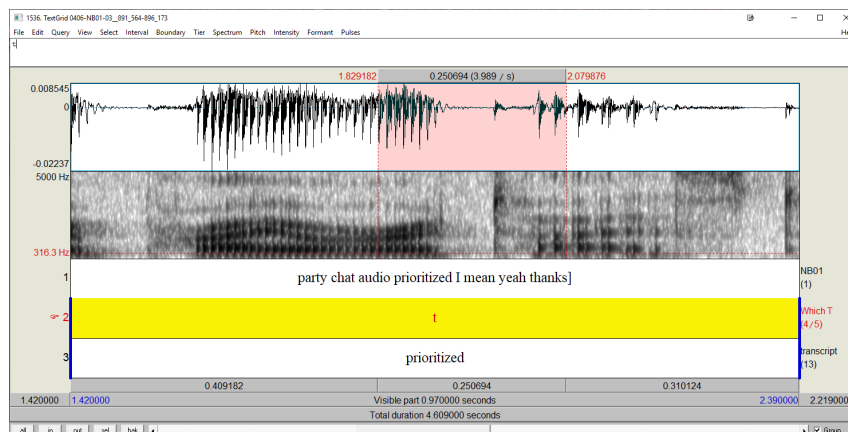 1536. TextGrid 0406-NB01-03__891_564-896_173
File Edit Query View Select Interval Boundary Tier Spectrum Pitch Intensity Formant Pulses He
t
1.829182 0.250694 (3.989 / s) 2.079876
0.008545
0
-0.02237
5000 Hz
316.3 Hz
1 party chat audio prioritized I mean yeah thanks] NB01 (1)
2 t Which T (4/5)
3 prioritized transcript (13)
0.409182 0.250694 0.310124
1.420000 1.420000 Visible part 0.970000 seconds 2.390000 2.219000
Total duration 4.609000 seconds
all in out sel bak Group